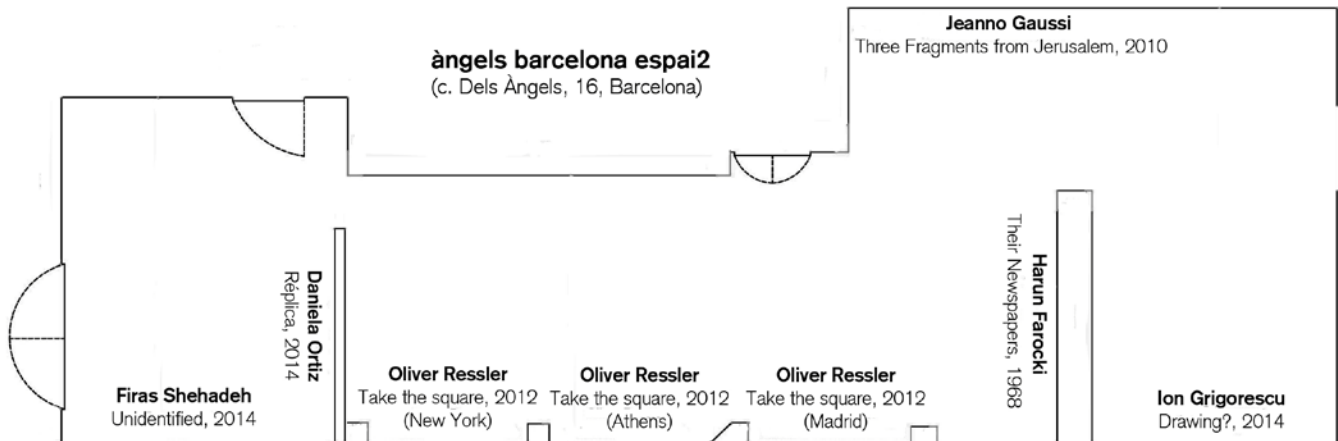 Jeanno Gaussi
Three Fragments from Jerusalem, 2010
àngels barcelona espai2
(c. Dels Àngels, 16, Barcelona)
Daniela Ortiz
Réplica, 2014
Harun Farocki
Their Newspapers, 1968
Firas Shehadeh
Unidentified, 2014
Oliver Ressler
Take the square, 2012
(New York)
Oliver Ressler
Take the square, 2012
(Athens)
Oliver Ressler
Take the square, 2012
(Madrid)
Ion Grigorescu
Drawing?, 2014